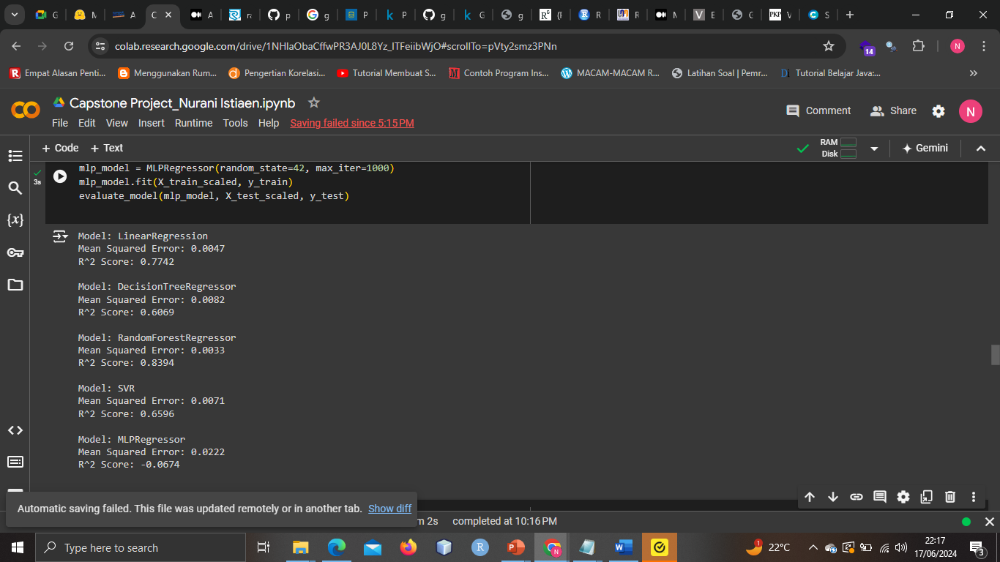 G
M
A
C
A
ra
p
g
P
P
g
G
g
(F
R
R
M
E
G
V
S
colab.research.google.com/drive/1NHlaObaCffwPR3AJ0L8Yz_ITFeiibWjO#scrollTo=pVty2smz3PNn
14
N
Empat Alasan Penti...
Menggunakan Rum...
Pengertian Korelasi...
Tutorial Membuat S...
Contoh Program Ins...
MACAM-MACAM R...
Latihan Soal | Pemr...
Tutorial Belajar Java:...
Capstone Project_Nurani Istiaen.ipynb
Comment
Share
N
File Edit View Insert Runtime Tools Help Saving failed since 5:15 PM
+ Code + Text
RAM
Disk
Gemini
3s
mlp_model = MLPRegressor(random_state=42, max_iter=1000)
mlp_model.fit(X_train_scaled, y_train)
evaluate_model(mlp_model, X_test_scaled, y_test)
Model: LinearRegression
Mean Squared Error: 0.0047
R^2 Score: 0.7742
Model: DecisionTreeRegressor
Mean Squared Error: 0.0082
R^2 Score: 0.6069
Model: RandomForestRegressor
Mean Squared Error: 0.0033
R^2 Score: 0.8394
Model: SVR
Mean Squared Error: 0.0071
R^2 Score: 0.6596
Model: MLPRegressor
Mean Squared Error: 0.0222
R^2 Score: -0.0674
Automatic saving failed. This file was updated remotely or in another tab. Show diff
m 2s completed at 10:16 PM
Type here to search
1
22°C
22:17
17/06/2024
3